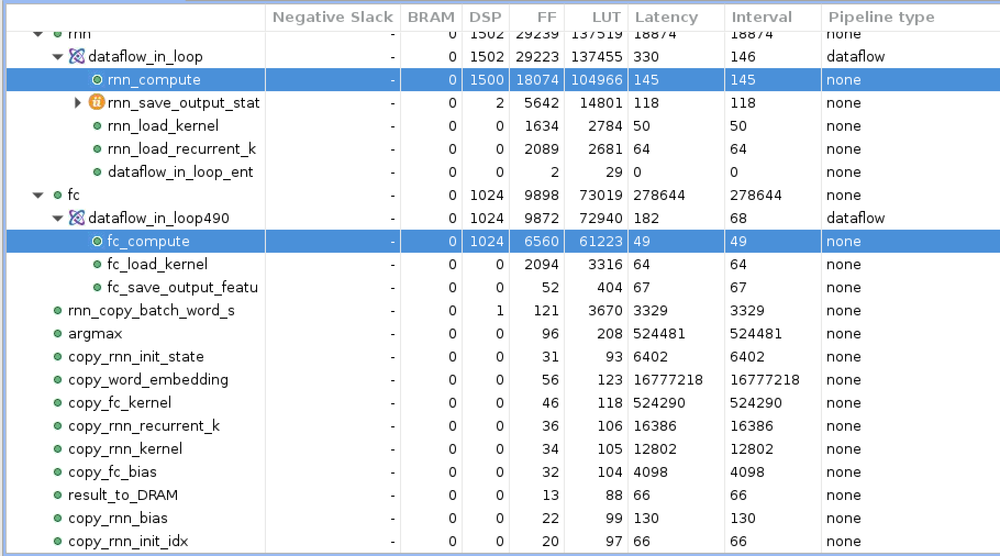 Negative Slack BRAM DSP FF LUT Latency Interval Pipeline type
rnn - 0 1502 29239 137519 18874 18874 none
dataflow_in_loop - 0 1502 29223 137455 330 146 dataflow
rnn_compute - 0 1500 18074 104966 145 145 none
rnn_save_output_stat - 0 2 5642 14801 118 118 none
rnn_load_kernel - 0 0 1634 2784 50 50 none
rnn_load_recurrent_k - 0 0 2089 2681 64 64 none
dataflow_in_loop_ent - 0 0 2 29 0 0 none
fc - 0 1024 9898 73019 278644 278644 none
dataflow_in_loop490 - 0 1024 9872 72940 182 68 dataflow
fc_compute - 0 1024 6560 61223 49 49 none
fc_load_kernel - 0 0 2094 3316 64 64 none
fc_save_output_featu - 0 0 52 404 67 67 none
rnn_copy_batch_word_s - 0 1 121 3670 3329 3329 none
argmax - 0 0 96 208 524481 524481 none
copy_rnn_init_state - 0 0 31 93 6402 6402 none
copy_word_embedding - 0 0 56 123 16777218 16777218 none
copy_fc_kernel - 0 0 46 118 524290 524290 none
copy_rnn_recurrent_k - 0 0 36 106 16386 16386 none
copy_rnn_kernel - 0 0 34 105 12802 12802 none
copy_fc_bias - 0 0 32 104 4098 4098 none
result_to_DRAM - 0 0 13 88 66 66 none
copy_rnn_bias - 0 0 22 99 130 130 none
copy_rnn_init_idx - 0 0 20 97 66 66 none